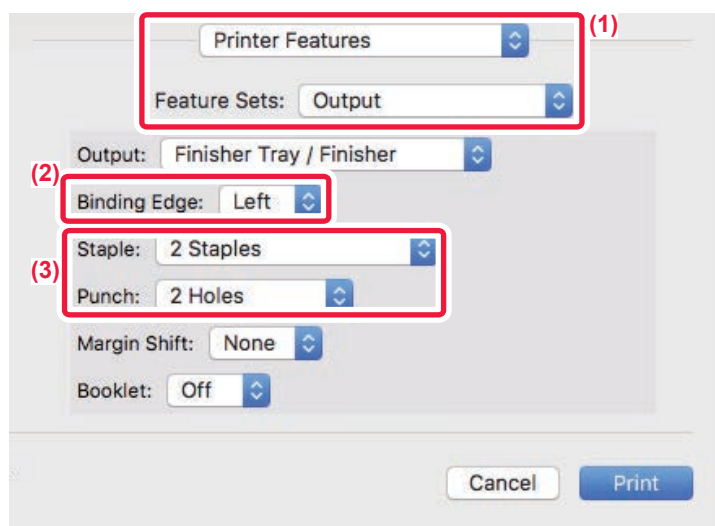 (1)
Printer Features
Feature Sets: Output
Output: Finisher Tray / Finisher
(2)
Binding Edge: Left
(3)
Staple: 2 Staples
Punch: 2 Holes
Margin Shift: None
Booklet: Off
Cancel Print